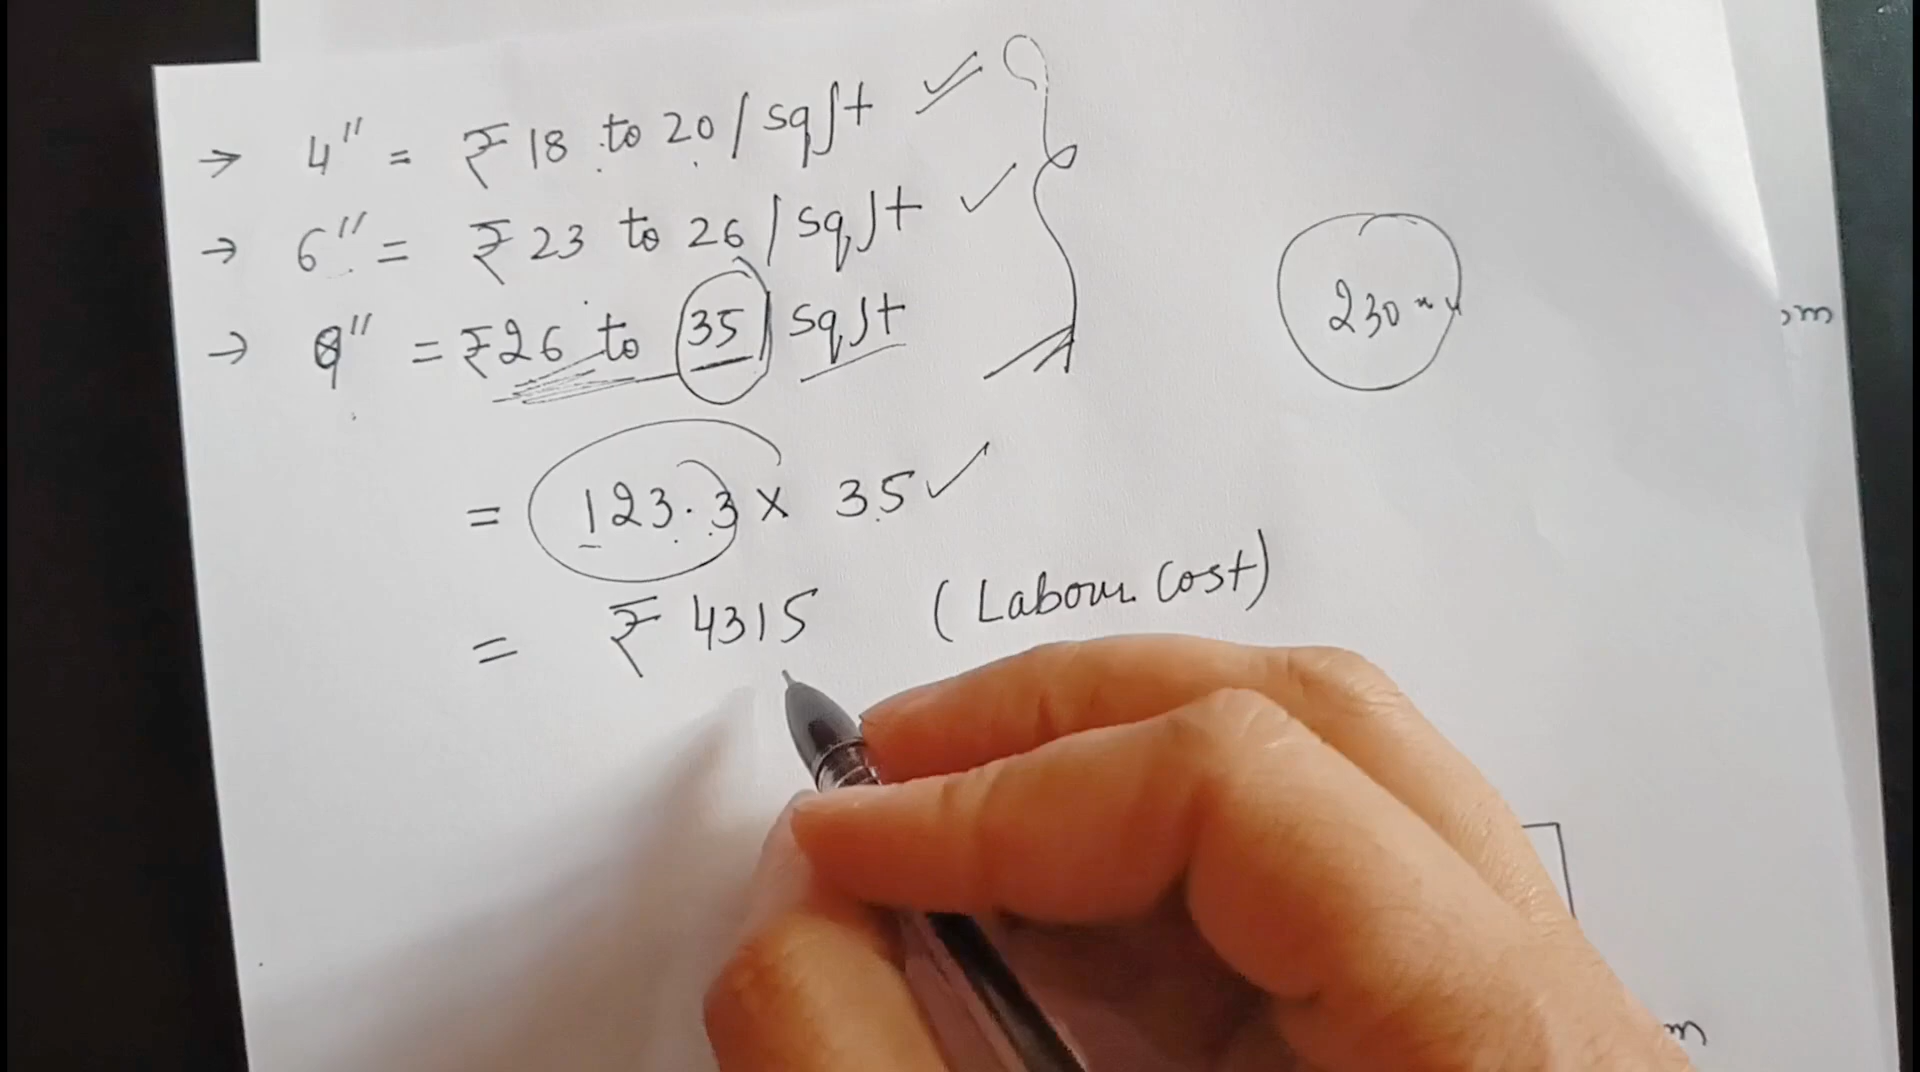 → 4" = ₹ 18 to 20 / sqft ✓
→ 6" = ₹ 23 to 26 / sqft ✓
→ 9" = ₹ 26 to 35 | sqft
230 mm
= 123.3 x 35 ✓
= ₹ 4315 (Labour Cost)
m